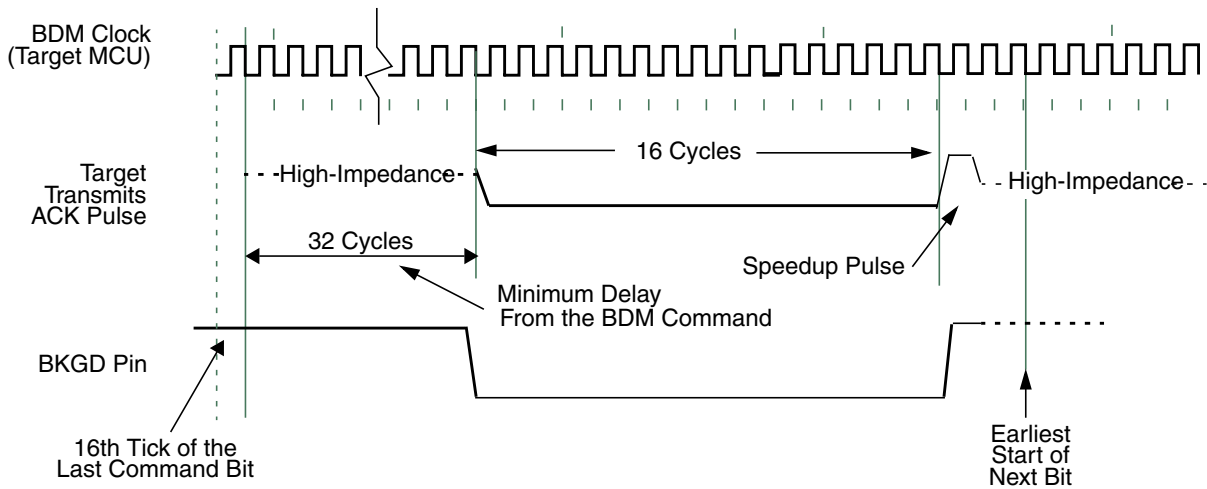 BDM Clock
(Target MCU)
16 Cycles
Target
Transmits
ACK Pulse
High-Impedance
High-Impedance
32 Cycles
Speedup Pulse
Minimum Delay
From the BDM Command
BKGD Pin
16th Tick of the
Last Command Bit
Earliest
Start of
Next Bit